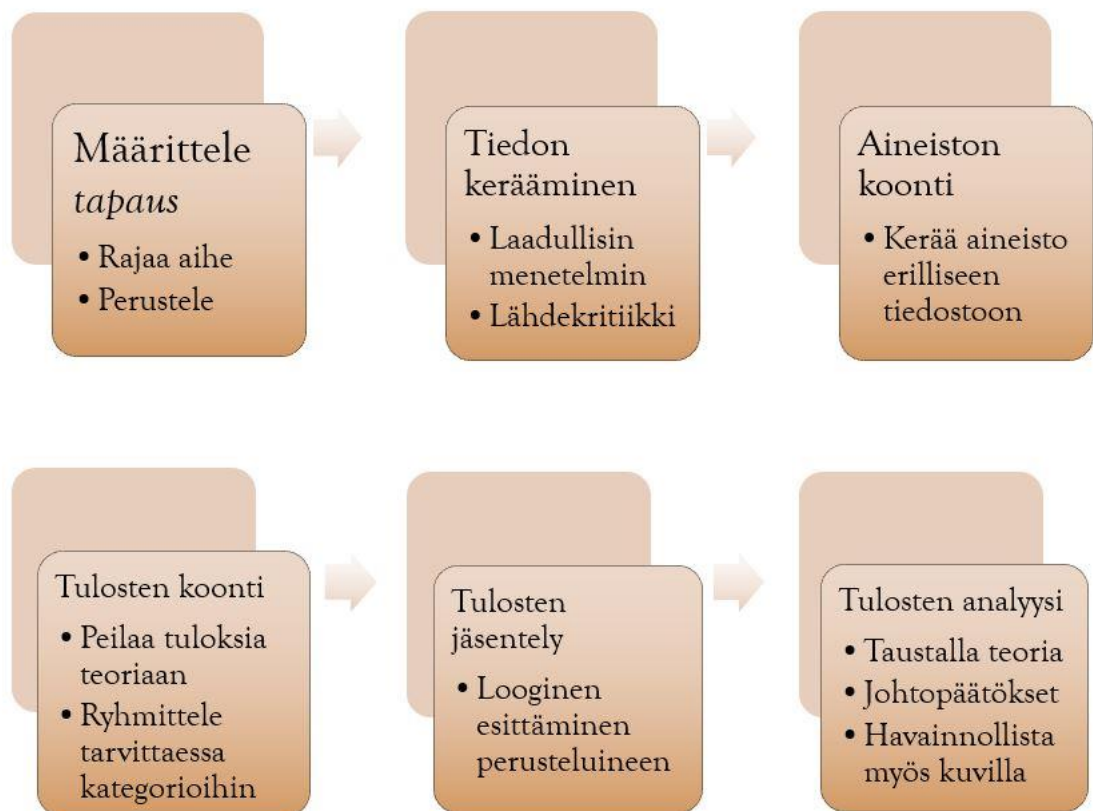 Määrittele
tapaus
• Rajaa aihe
• Perustele
Tiedon
kerääminen
• Laadullisin
menetelmin
• Lähdekritiikki
Aineiston
koonti
• Kerää aineisto
erilliseen
tiedostoon
Tulosten koonti
• Peilaa tuloksia
teoriaan
• Ryhmittele
tarvittaessa
kategorioihin
Tulosten
jäsentely
• Looginen
esittäminen
perusteluineen
Tulosten analyysi
• Taustalla teoria
• Johtopäätökset
• Havainnollista
myös kuvilla